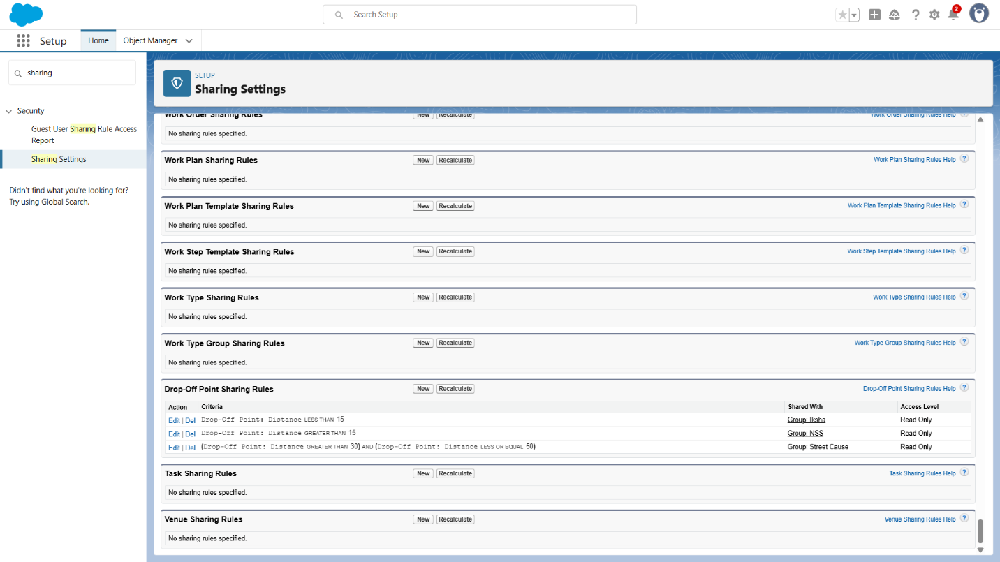 Search Setup
2
Setup
Home
Object Manager
sharing
Security
Guest User Sharing Rule Access
Report
Sharing Settings
Didn't find what you're looking for?
Try using Global Search.
SETUP
Sharing Settings
Work Order Sharing Rules New Recalculate Work Order Sharing Rules Help ?
No sharing rules specified.
Work Plan Sharing Rules New Recalculate Work Plan Sharing Rules Help ?
No sharing rules specified.
Work Plan Template Sharing Rules New Recalculate Work Plan Template Sharing Rules Help ?
No sharing rules specified.
Work Step Template Sharing Rules New Recalculate Work Step Template Sharing Rules Help ?
No sharing rules specified.
Work Type Sharing Rules New Recalculate Work Type Sharing Rules Help ?
No sharing rules specified.
Work Type Group Sharing Rules New Recalculate Work Type Group Sharing Rules Help ?
No sharing rules specified.
Drop-Off Point Sharing Rules New Recalculate Drop-Off Point Sharing Rules Help ?
Action Criteria Shared With Access Level
Edit | Del Drop-Off Point: Distance LESS THAN 15 Group: Iksha Read Only
Edit | Del Drop-Off Point: Distance GREATER THAN 15 Group: NSS Read Only
Edit | Del (Drop-Off Point: Distance GREATER THAN 30) AND (Drop-Off Point: Distance LESS OR EQUAL 50) Group: Street Cause Read Only
Task Sharing Rules New Recalculate Task Sharing Rules Help ?
No sharing rules specified.
Venue Sharing Rules New Recalculate Venue Sharing Rules Help ?
No sharing rules specified.